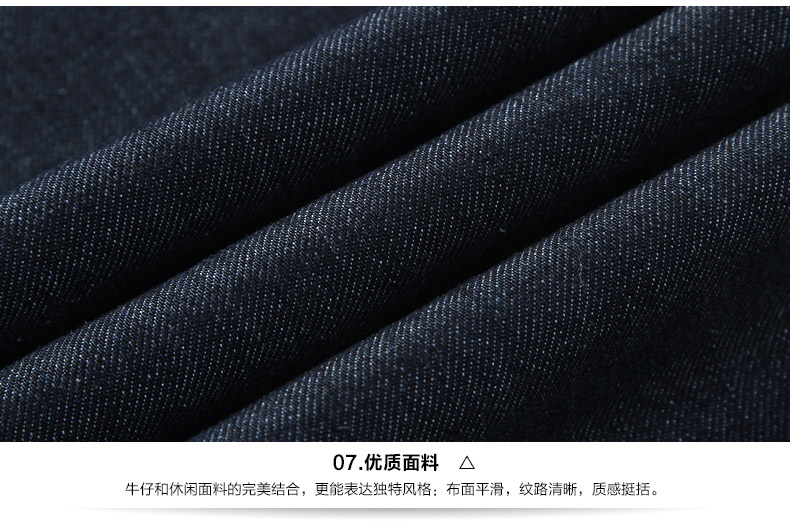 07.优质面料 △
牛仔和休闲面料的完美结合，更能表达独特风格；布面平滑，纹路清晰，质感挺括。